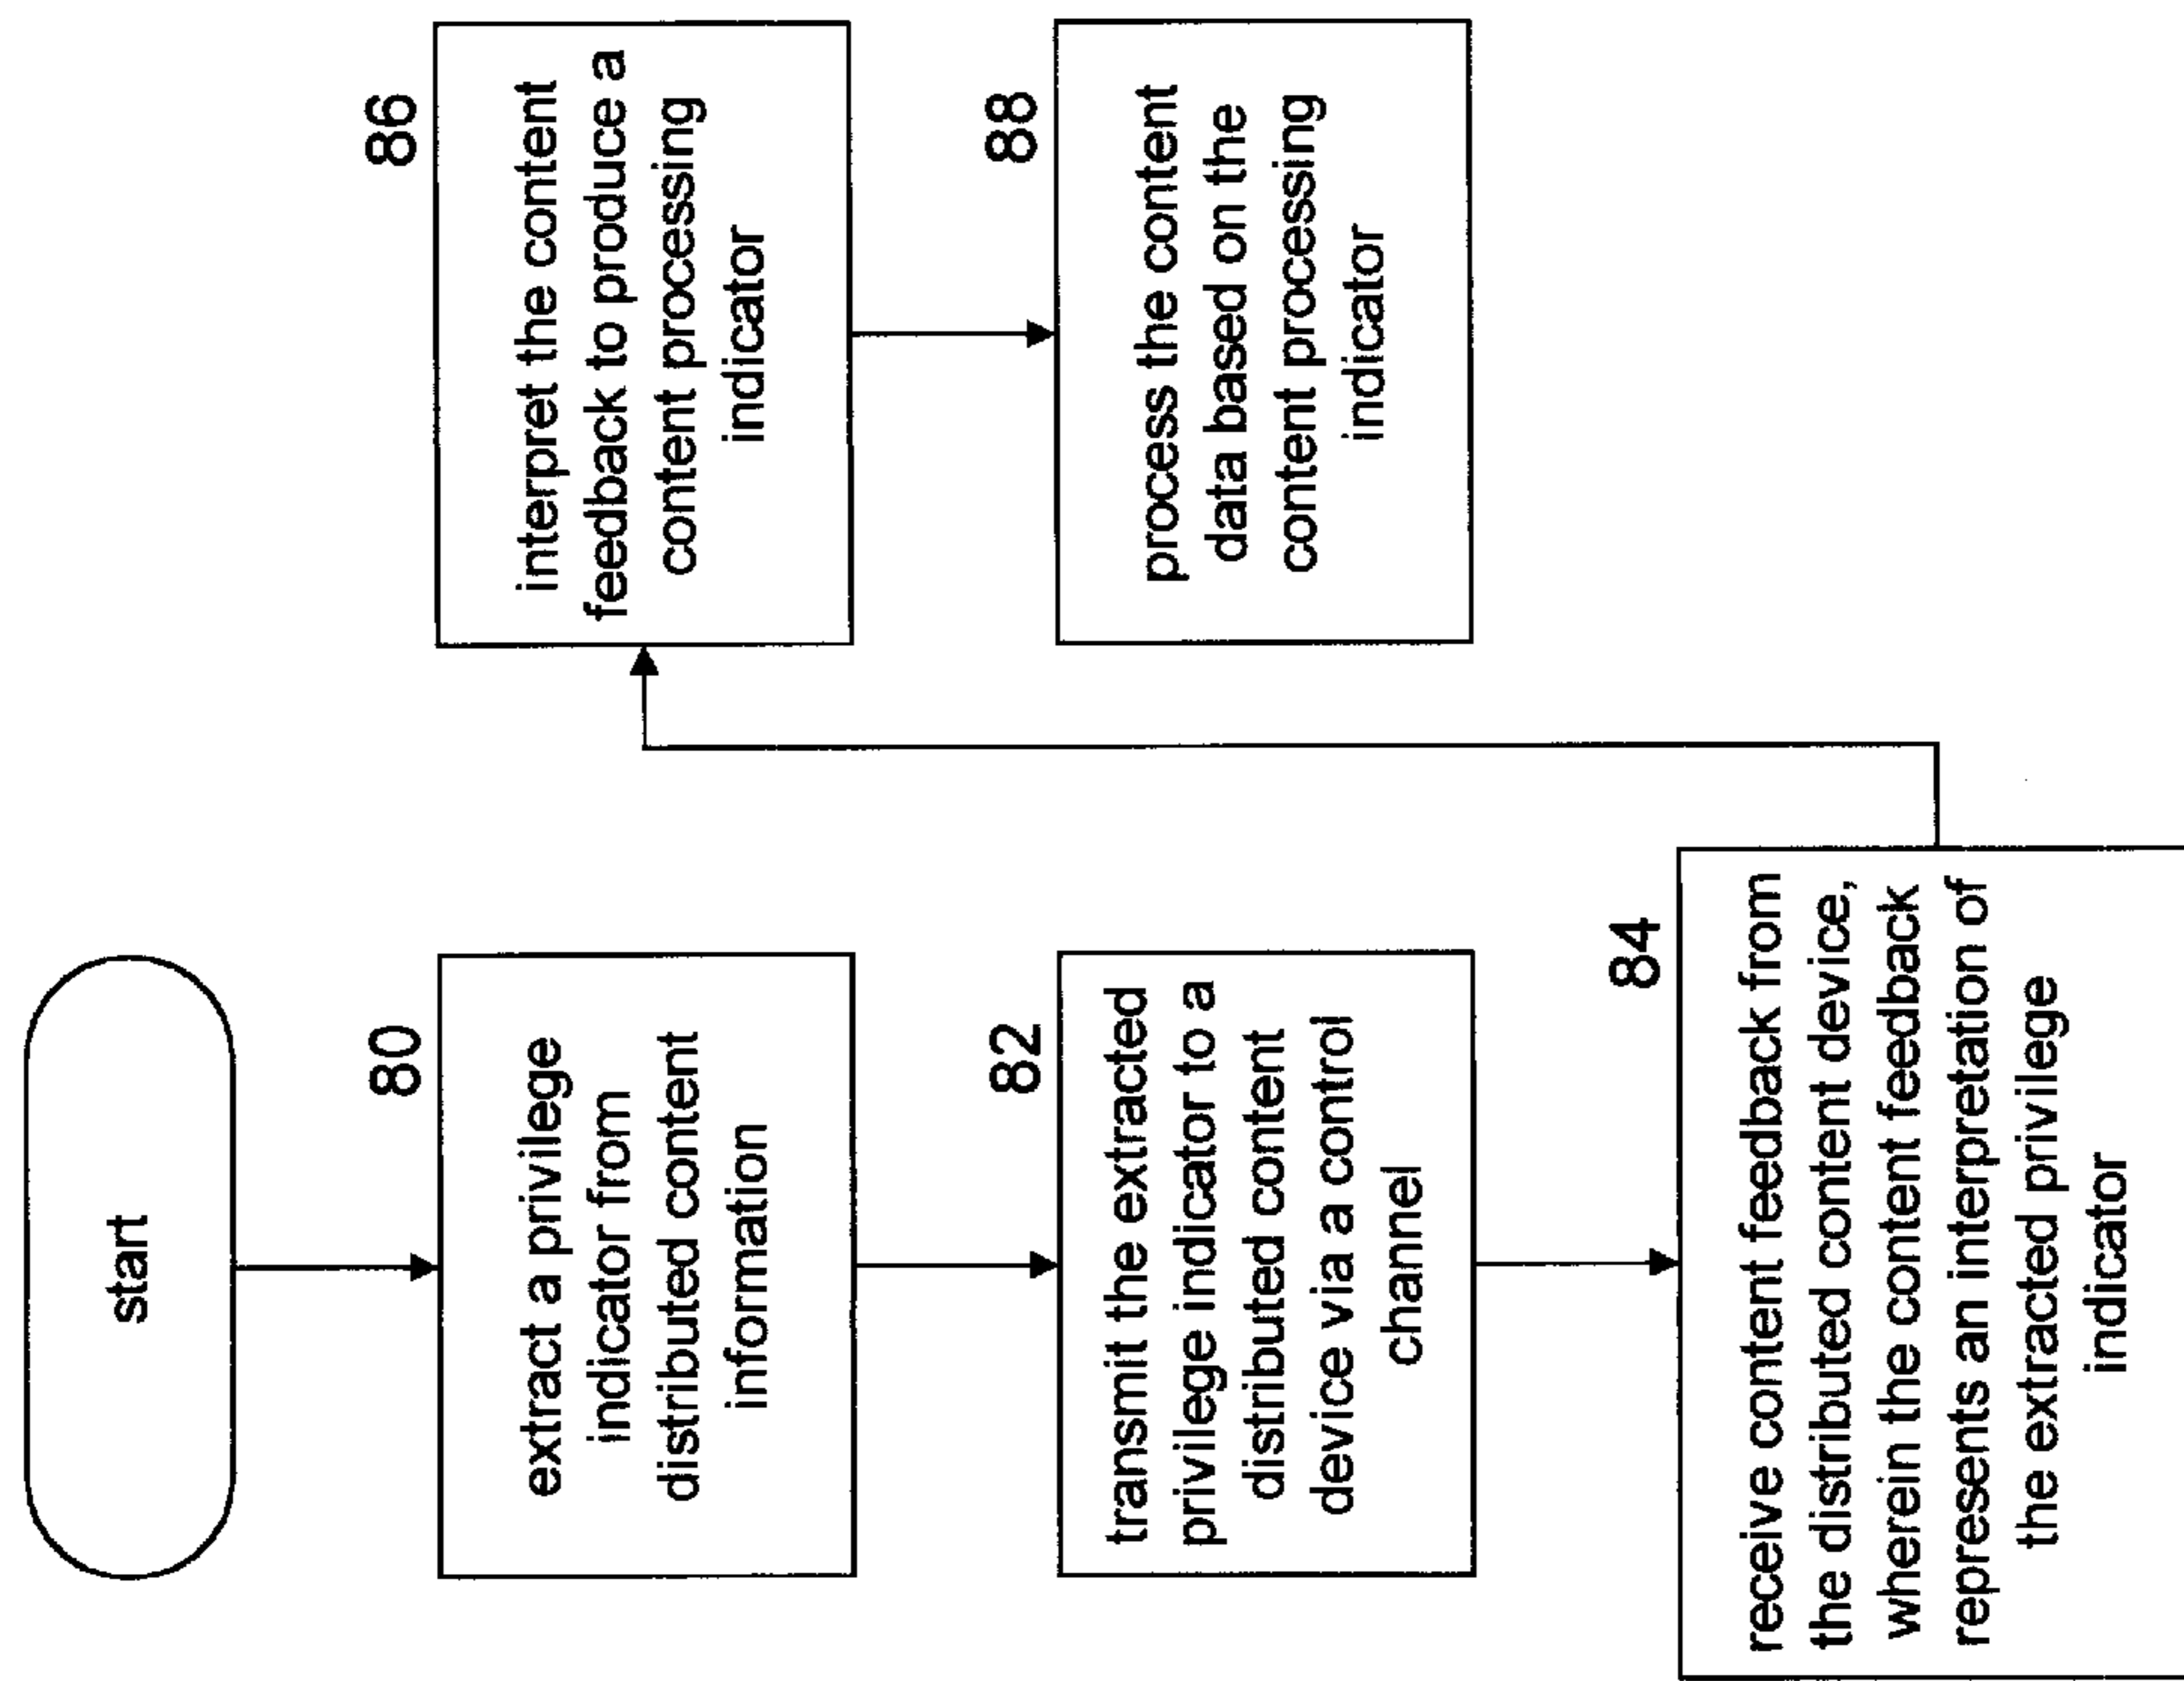 start
80
extract a privilege
indicator from
distributed content
information
82
transmit the extracted
privilege indicator to a
distributed content
device via a control
channel
84
receive content feedback from
the distributed content device,
wherein the content feedback
represents an interpretation of
the extracted privilege
indicator
86
interpret the content
feedback to produce a
content processing
indicator
88
process the content
data based on the
content processing
indicator